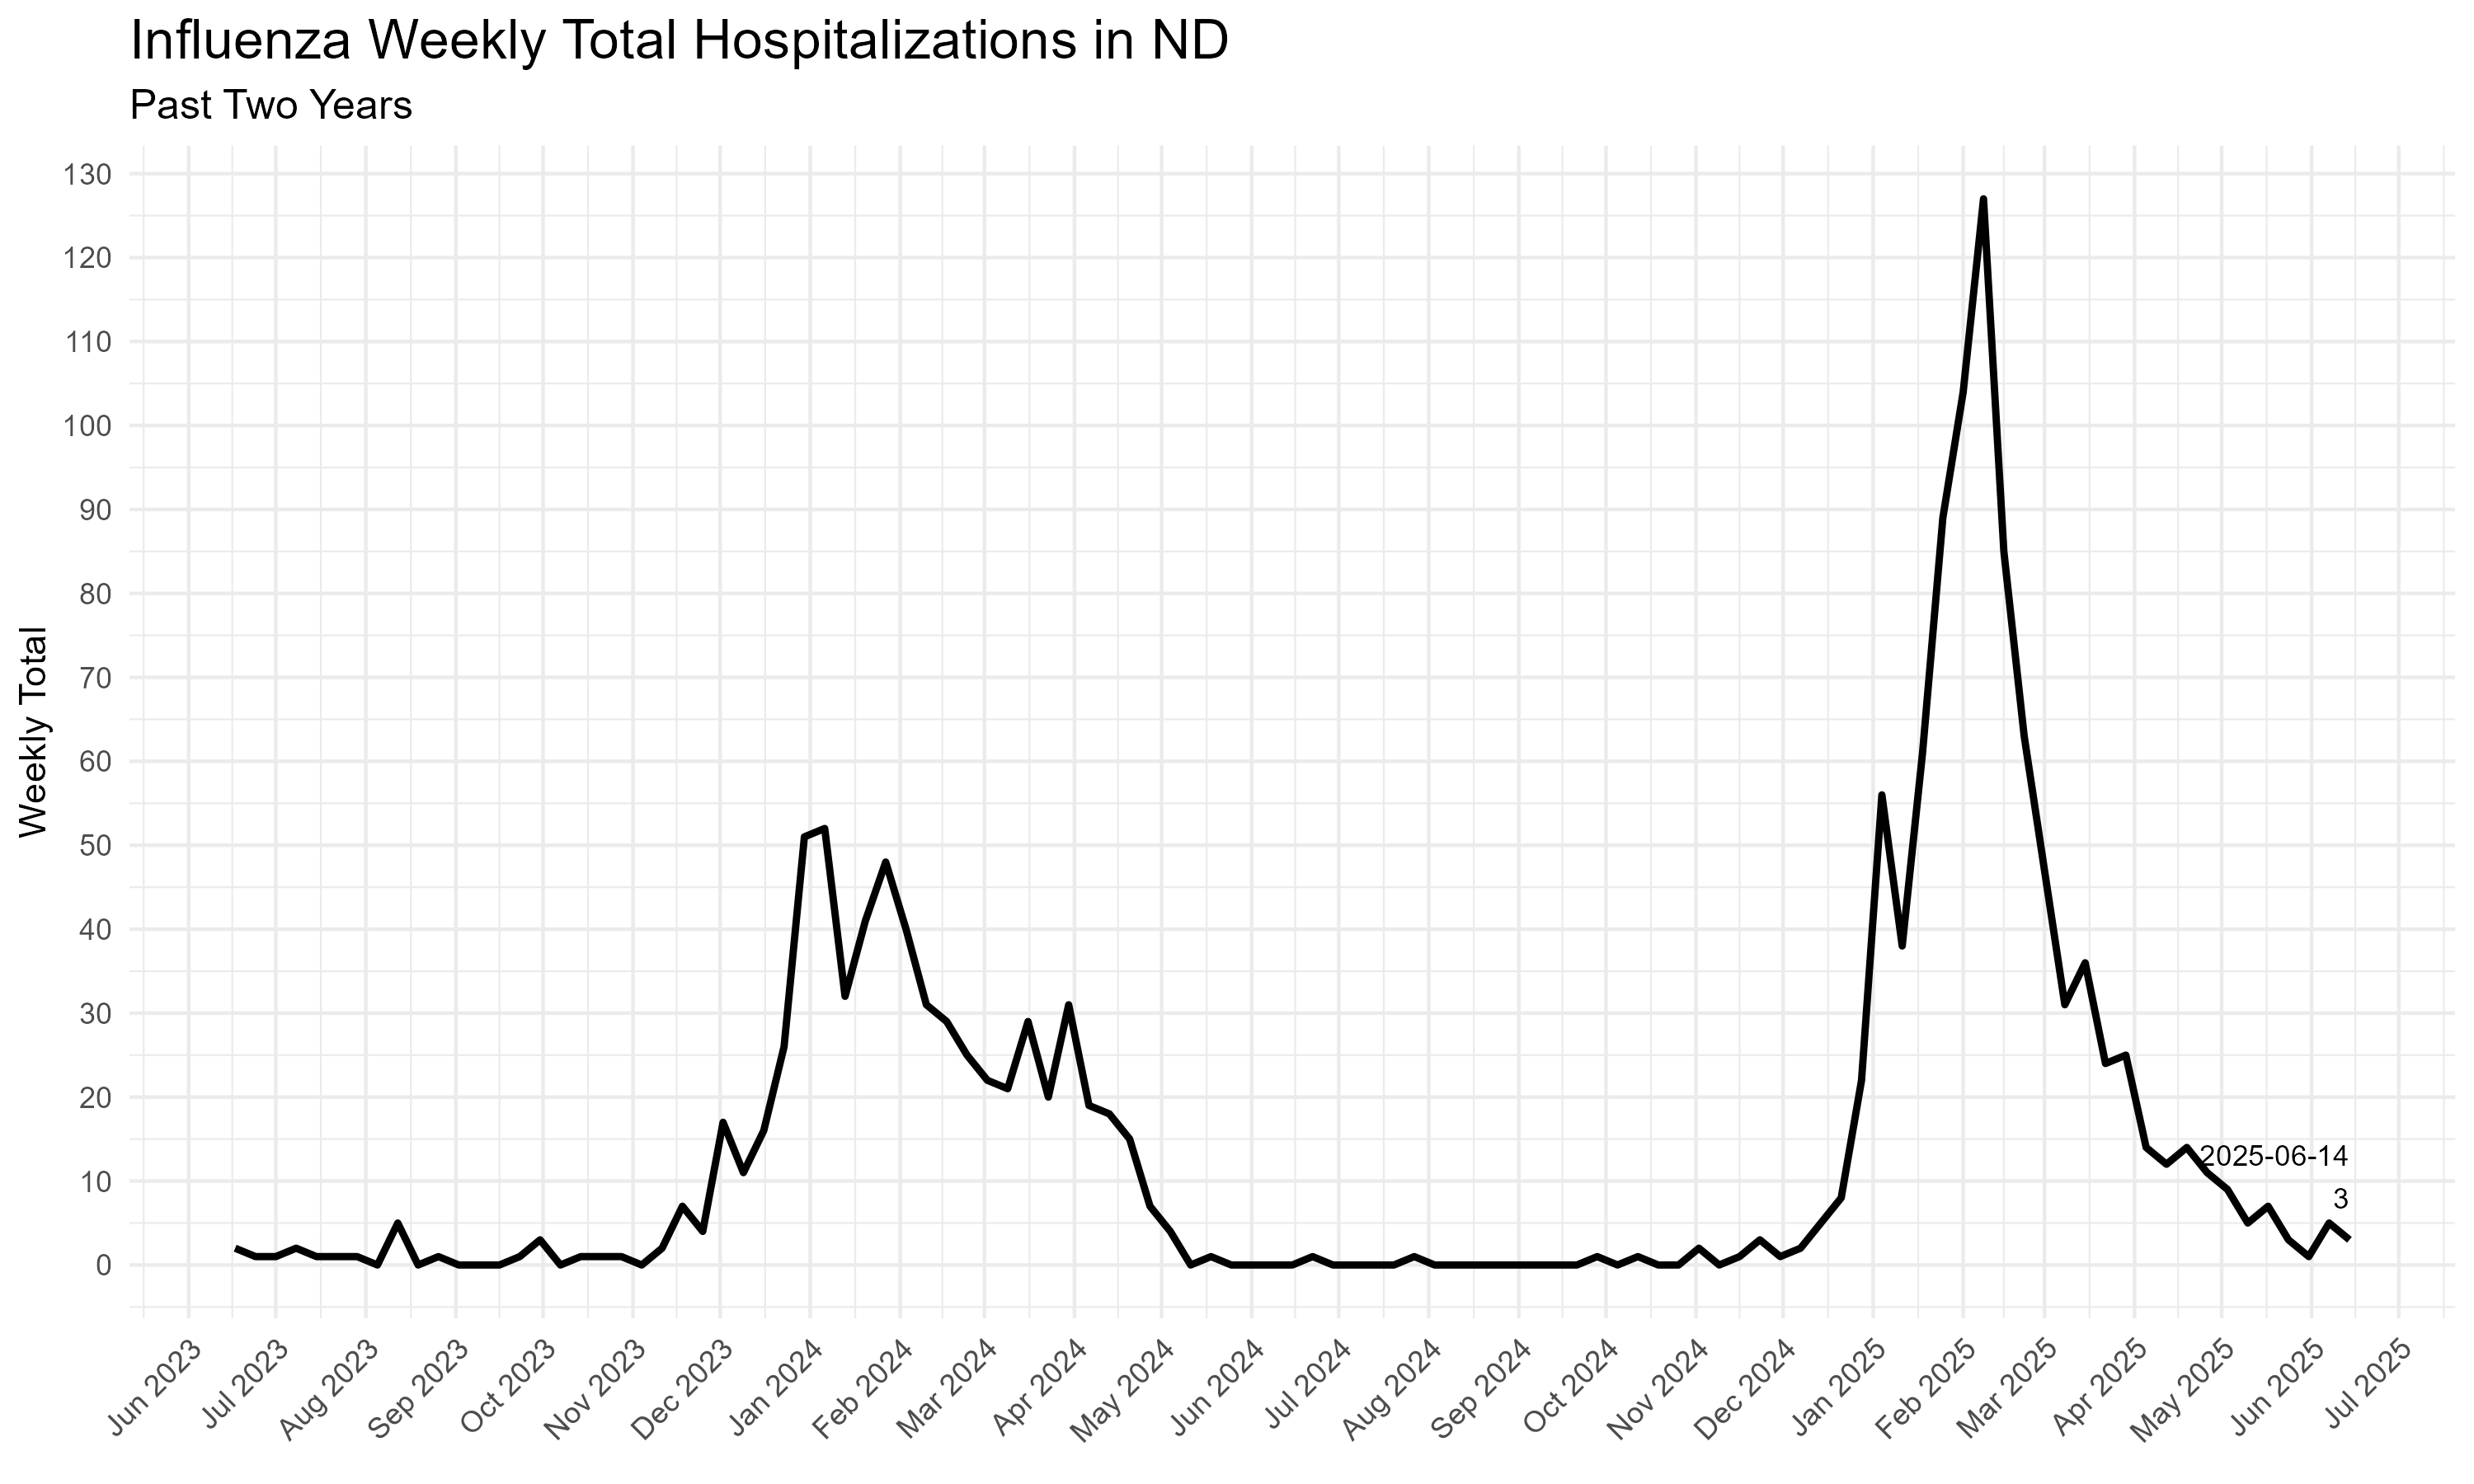 Influenza Weekly Total Hospitalizations in ND
Past Two Years
Weekly Total
130
120
110
100
90
80
70
60
50
40
30
20
10
0
2025-06-14
3
Jun 2023
Jul 2023
Aug 2023
Sep 2023
Oct 2023
Nov 2023
Dec 2023
Jan 2024
Feb 2024
Mar 2024
Apr 2024
May 2024
Jun 2024
Jul 2024
Aug 2024
Sep 2024
Oct 2024
Nov 2024
Dec 2024
Jan 2025
Feb 2025
Mar 2025
Apr 2025
May 2025
Jun 2025
Jul 2025